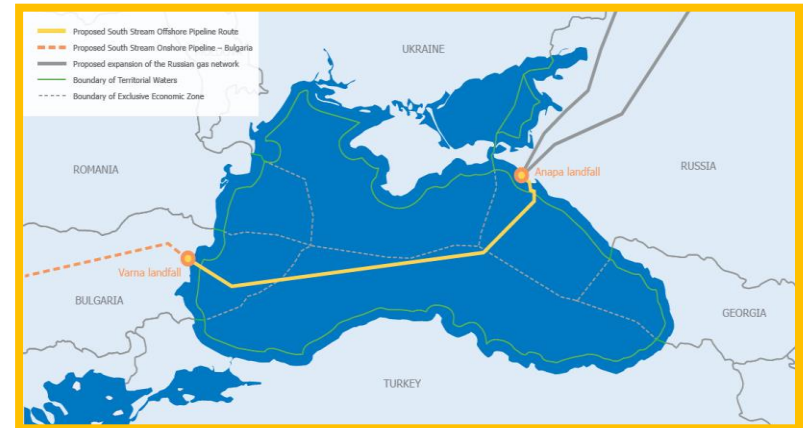 Proposed South Stream Offshore Pipeline Route
Proposed South Stream Onshore Pipeline – Bulgaria
Proposed expansion of the Russian gas network
Boundary of Territorial Waters
Boundary of Exclusive Economic Zone
UKRAINE
ROMANIA
RUSSIA
Anapa landfall
Varna landfall
BULGARIA
GEORGIA
TURKEY